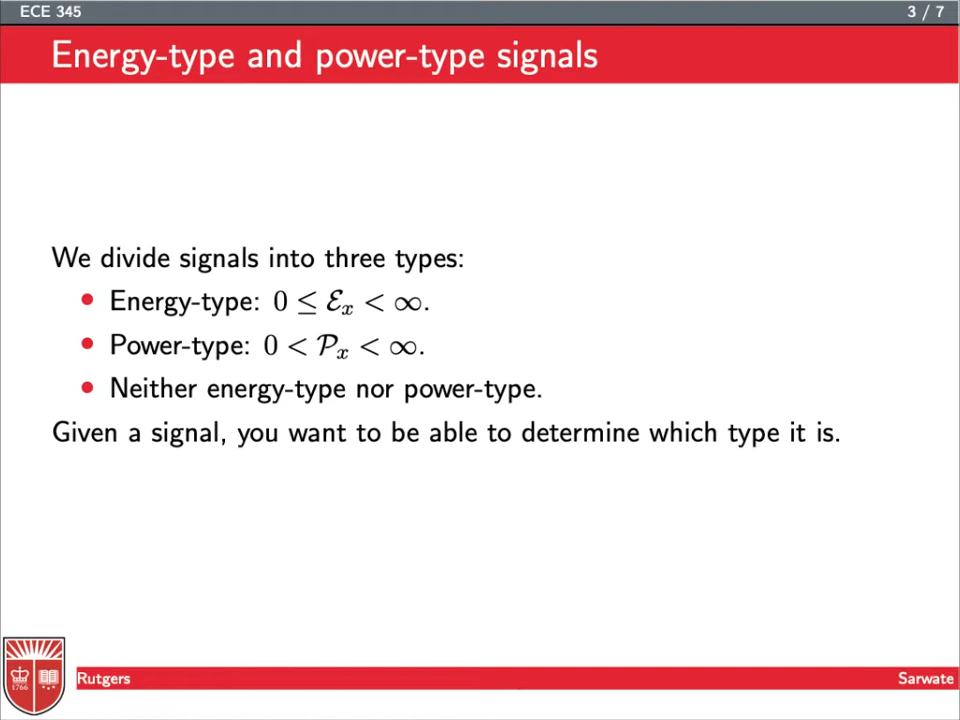 ECE 345
3 / 7
Energy-type and power-type signals
We divide signals into three types:
• Energy-type: 0 ≤ ℰₓ < ∞.
• Power-type: 0 < 𝒫ₓ < ∞.
• Neither energy-type nor power-type.
Given a signal, you want to be able to determine which type it is.
1766
Rutgers
Sarwate